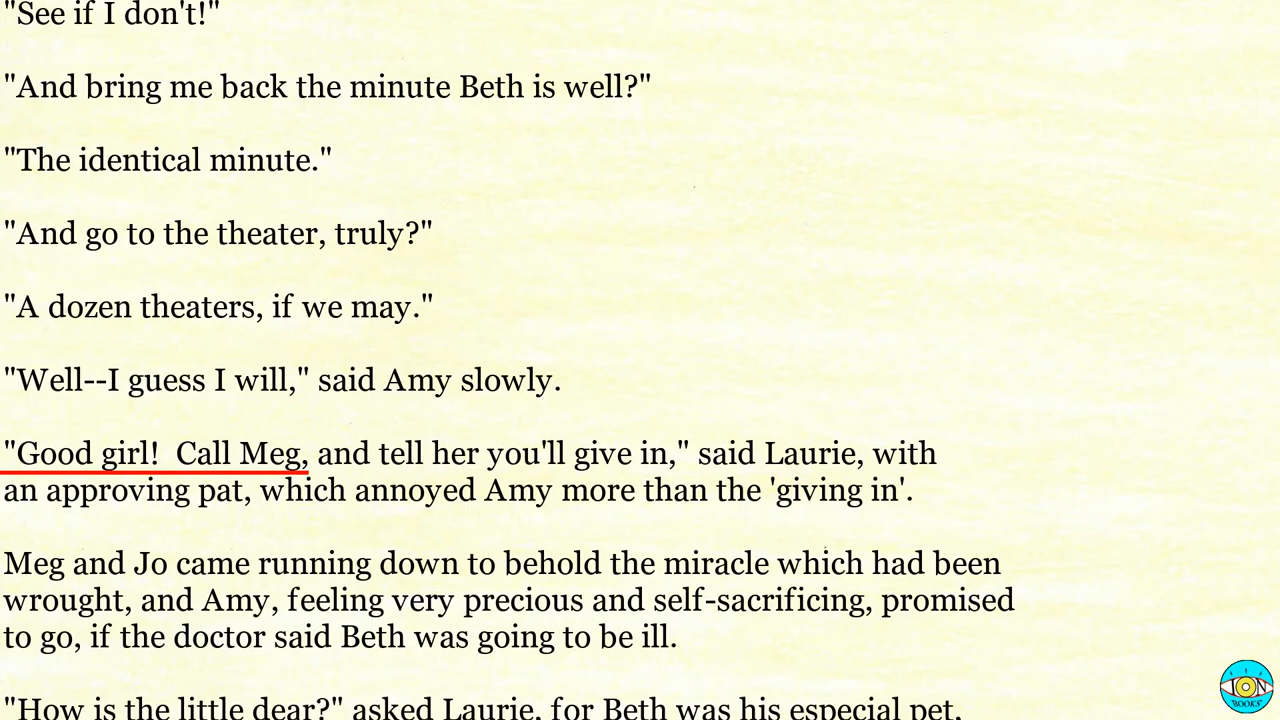 "See if I don't!"
"And bring me back the minute Beth is well?"
"The identical minute."
"And go to the theater, truly?"
"A dozen theaters, if we may."
"Well--I guess I will," said Amy slowly.
"Good girl!  Call Meg, and tell her you'll give in," said Laurie, with
an approving pat, which annoyed Amy more than the 'giving in'.
Meg and Jo came running down to behold the miracle which had been
wrought, and Amy, feeling very precious and self-sacrificing, promised
to go, if the doctor said Beth was going to be ill.
"How is the little dear?" asked Laurie, for Beth was his especial pet,
ION
BOOKS